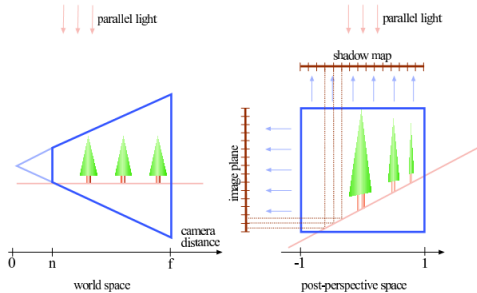 parallel light
parallel light
shadow map
image plane
camera
distance
0
n
f
-1
1
world space
post-perspective space